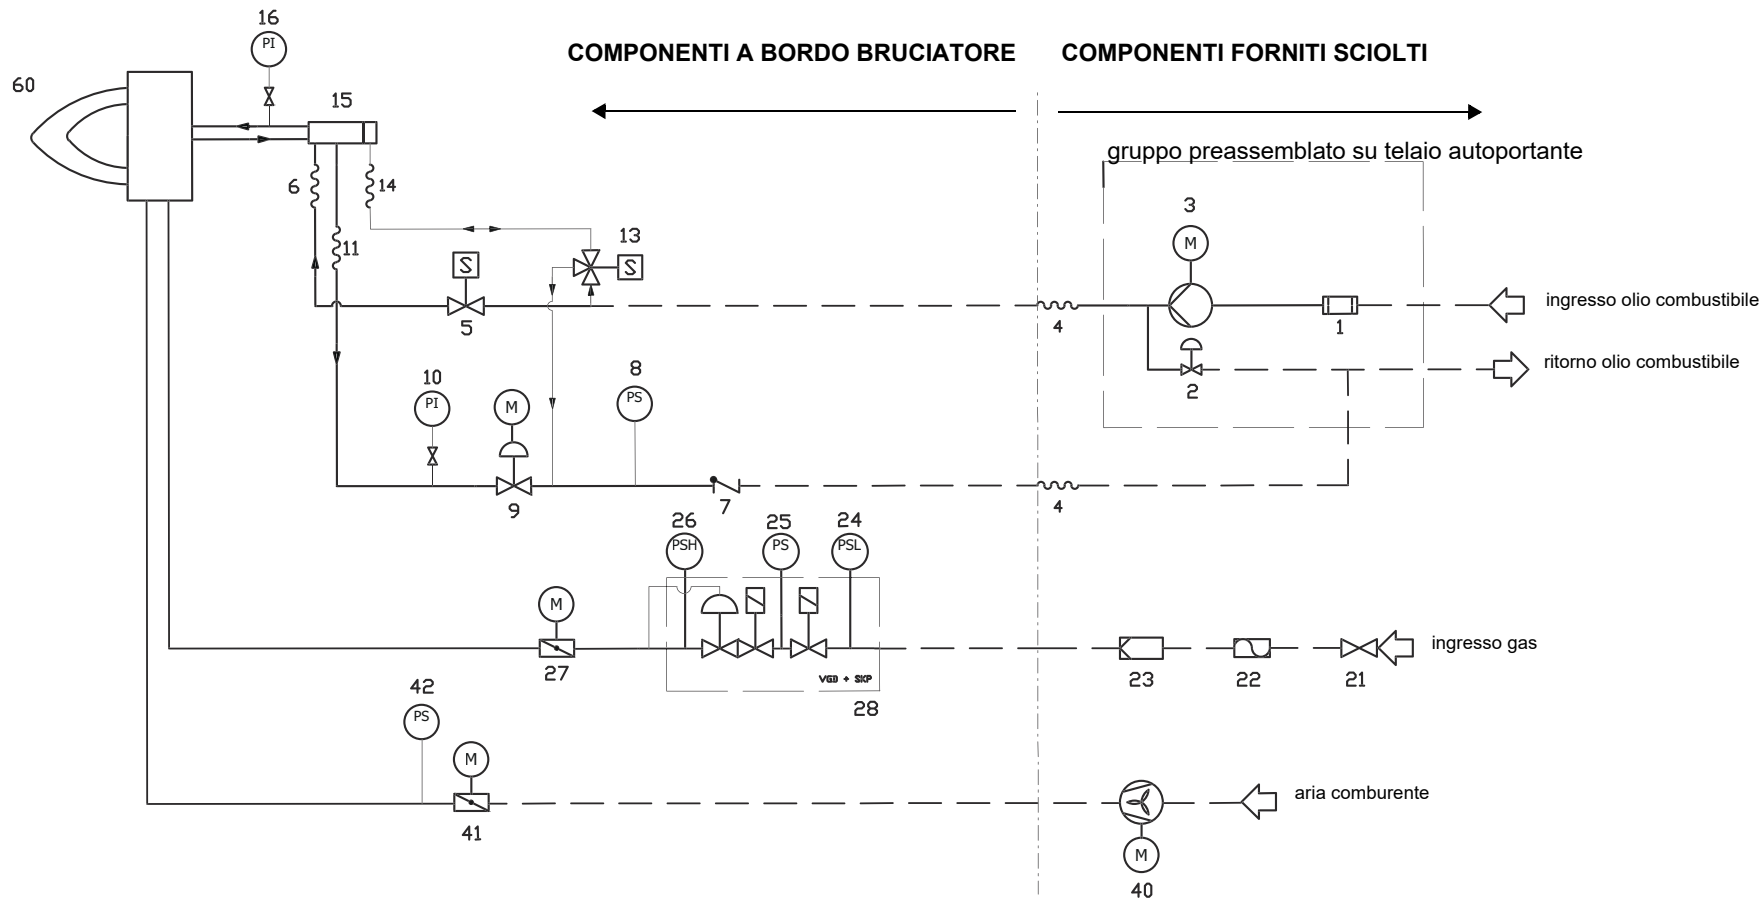 16
PI
COMPONENTI A BORDO BRUCIATORE
COMPONENTI FORNITI SCIOLTI
60
15
gruppo preassemblato su telaio autoportante
6
14
3
M
11
13
S
S
5
4
1
ingresso olio combustibile
ritorno olio combustibile
2
10
PI
M
8
PS
9
7
4
26
PSH
25
PS
24
PSL
M
27
VGD + SKP
28
23
22
21
ingresso gas
42
PS
M
41
aria comburente
M
40